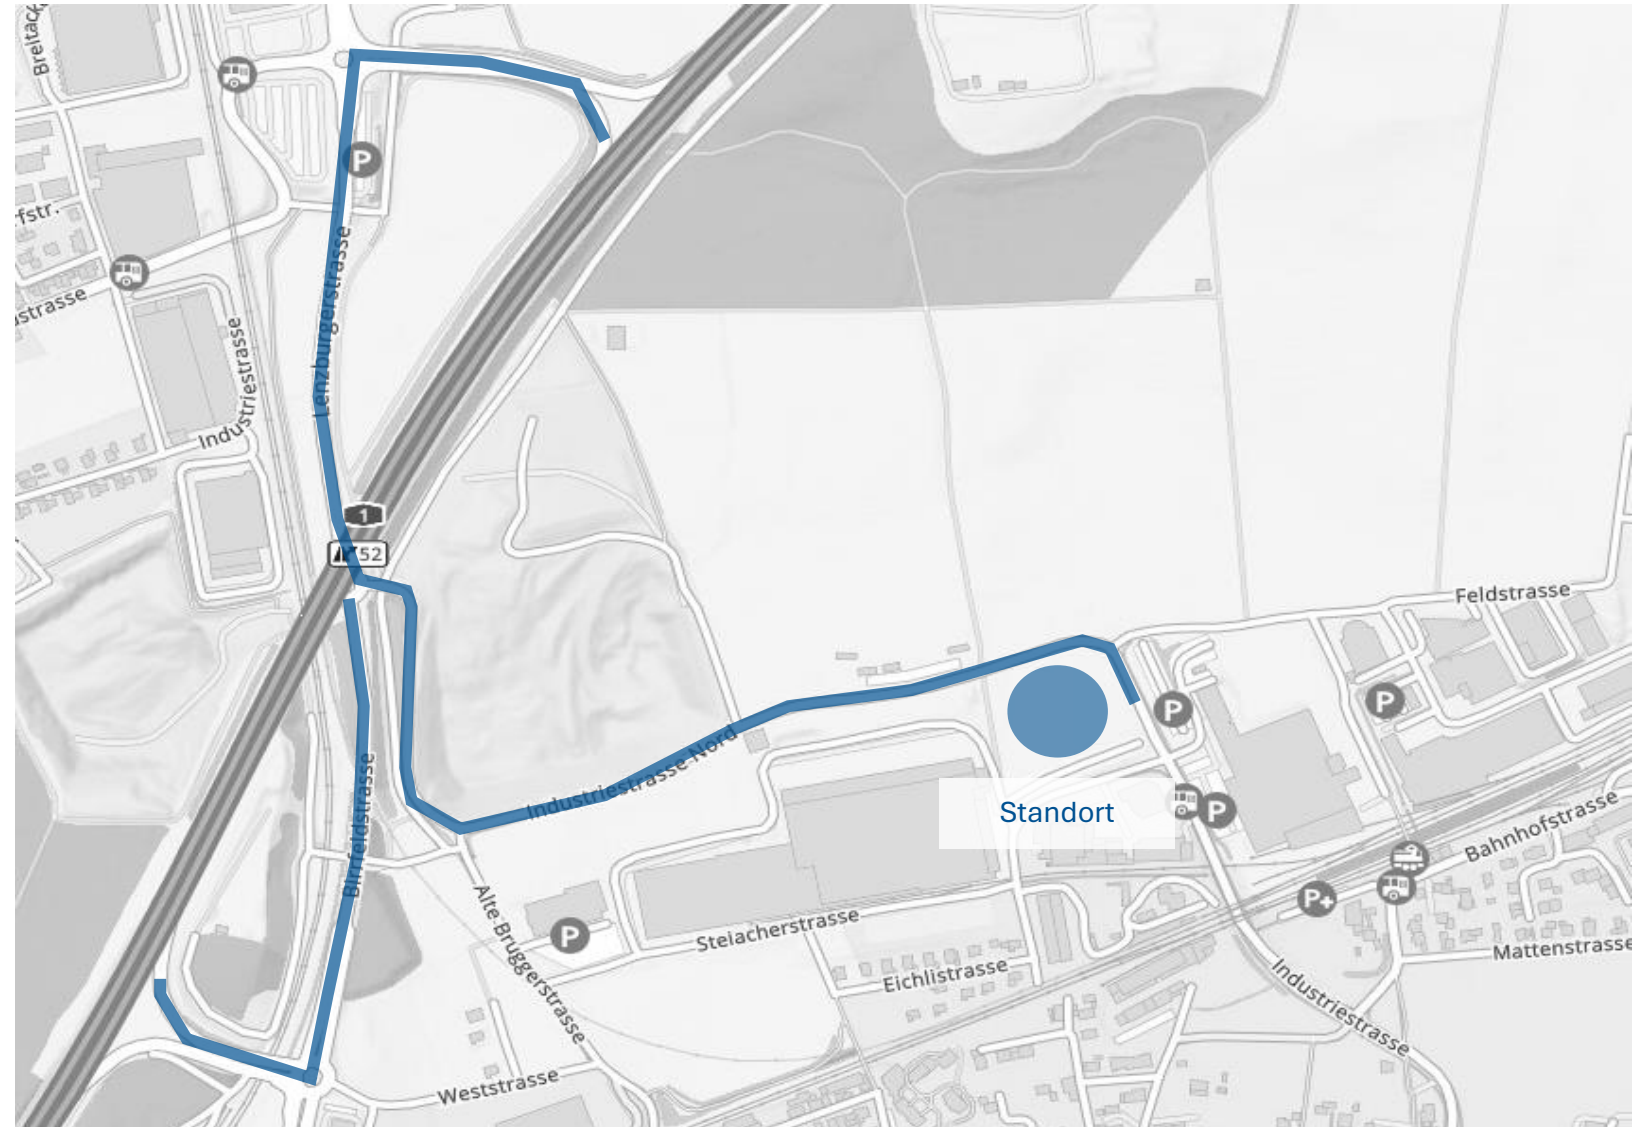 P
fstr.
Lenzburgerstrasse
strasse
Industriestrasse
1
52
Feldstrasse
P
P
Industriestrasse Nord
Birrfeldstrasse
Standort
P
Bahnhofstrasse
Alte Bruggerstrasse
P+
P
Steiacherstrasse
Mattenstrasse
Eichlistrasse
Industriestrasse
Weststrasse